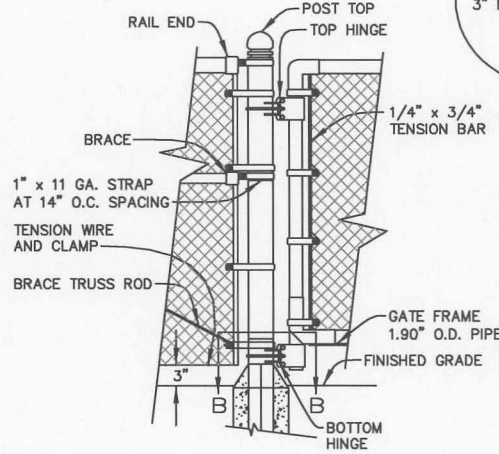 POST TOP
RAIL END
TOP HINGE
3"
1/4" x 3/4"
TENSION BAR
BRACE
1" x 11 GA. STRAP
AT 14" O.C. SPACING
TENSION WIRE
AND CLAMP
BRACE TRUSS ROD
GATE FRAME
1.90" O.D. PIPE
FINISHED GRADE
3"
B
B
BOTTOM
HINGE